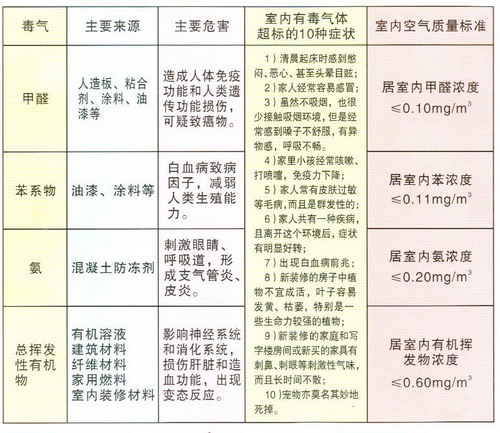 毒气
主要来源
主要危害
室内有毒气体
超标的10种症状
室内空气质量标准
甲醛
人造板、粘合
剂、涂料、油
漆等
造成人体免疫
功能和人类遗
传功能损伤,
可疑致癌物。
居室内甲醛浓度
≤0.10mg/m³
苯系物
油漆、涂料等
白血病致病
因子，减弱
人类生殖能
力。
居室内苯浓度
≤0.11mg/m³
氨
混凝土防冻剂
刺激眼睛、
呼吸道，形
成支气管炎、
皮炎。
居室内氨浓度
≤0.20mg/m³
总挥发
性有机
物
有机溶液
建筑材料
纤维材料
家用燃料
室内装修材料
影响神经系统
和消化系统，
损伤肝脏和造
血功能，出现
变态反应。
居室内有机挥
发物浓度
≤0.60mg/m³
1）清晨起床时感到憋
闷、恶心、甚至头晕目眩；
2）家人经常容易感冒；
3）虽然不吸烟，也很
少接触吸烟环境，但是经
常感到嗓子不舒服，有异
物感，呼吸不畅。
4）家里小孩经常咳嗽、
打喷嚏，免疫力下降；
5）家人常有皮肤过敏
等毛病，而且是群发性的；
6）家人共有一种疾病，
且离开这个环境后，症状
有明显好转；
7）出现白血病前兆；
8）新装修的房子中植
物不宜成活，叶子容易
发黄、枯萎，特别是一
些生命力较强的植物；
9）新装修的家庭和写
字楼房间或新买的家具有
刺鼻、刺眼等刺激性气味，
而且长时间不散；
10）宠物亦莫名其妙地
死掉。